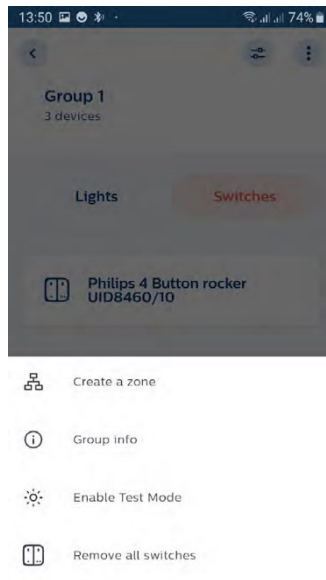 13:50 74%
Group 1
3 devices
Lights Switches
Philips 4 Button rocker
UID8460/10
Create a zone
Group info
Enable Test Mode
Remove all switches